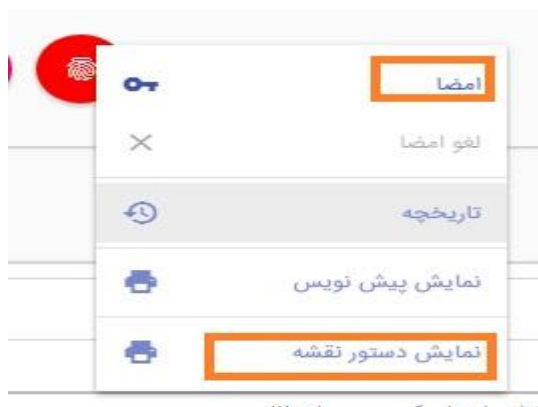 امضا
لغو امضا
تاریخچه
نمایش پیش نویس
نمایش دستور نقشه